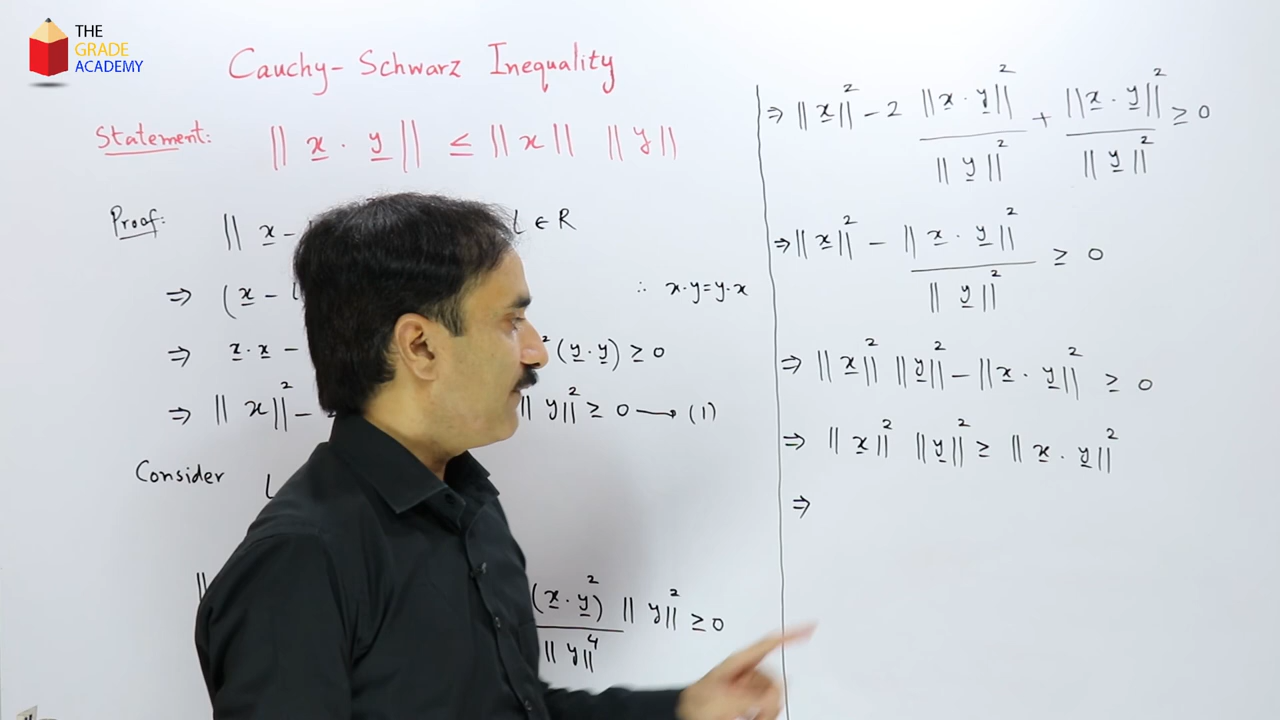 THE
GRADE
ACADEMY
Cauchy-Schwarz Inequality
Statement: || x̲ · y̲ || ≤ || x || || y ||
Proof: || x̲ - ∈ R
⇒ (x̲ - ∴ x·y=y·x
⇒ x̲·x̲ - ² (y̲·y̲) ≥ 0
⇒ || x ||² - || y ||² ≥ 0 → (1)
Consider
(x̲·y̲²) || y ||² ≥ 0
|| y ||⁴
⇒ || x̲ ||² - 2 || x̲ · y̲ ||² + || x̲ · y̲ ||² ≥ 0
|| y̲ ||² || y̲ ||²
⇒ || x̲ ||² - || x̲ · y̲ ||² ≥ 0
|| y̲ ||²
⇒ || x̲ ||² || y̲ ||² - || x̲ · y̲ ||² ≥ 0
⇒ || x̲ ||² || y̲ ||² ≥ || x̲ · y̲ ||²
⇒